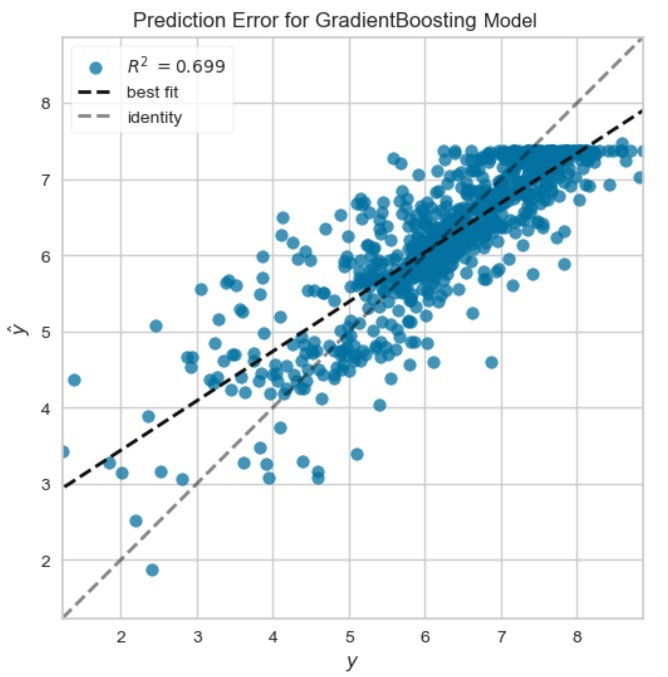 Prediction Error for GradientBoosting Model
R² = 0.699
best fit
identity
8
7
6
5
4
3
2
ŷ
2 3 4 5 6 7 8
y